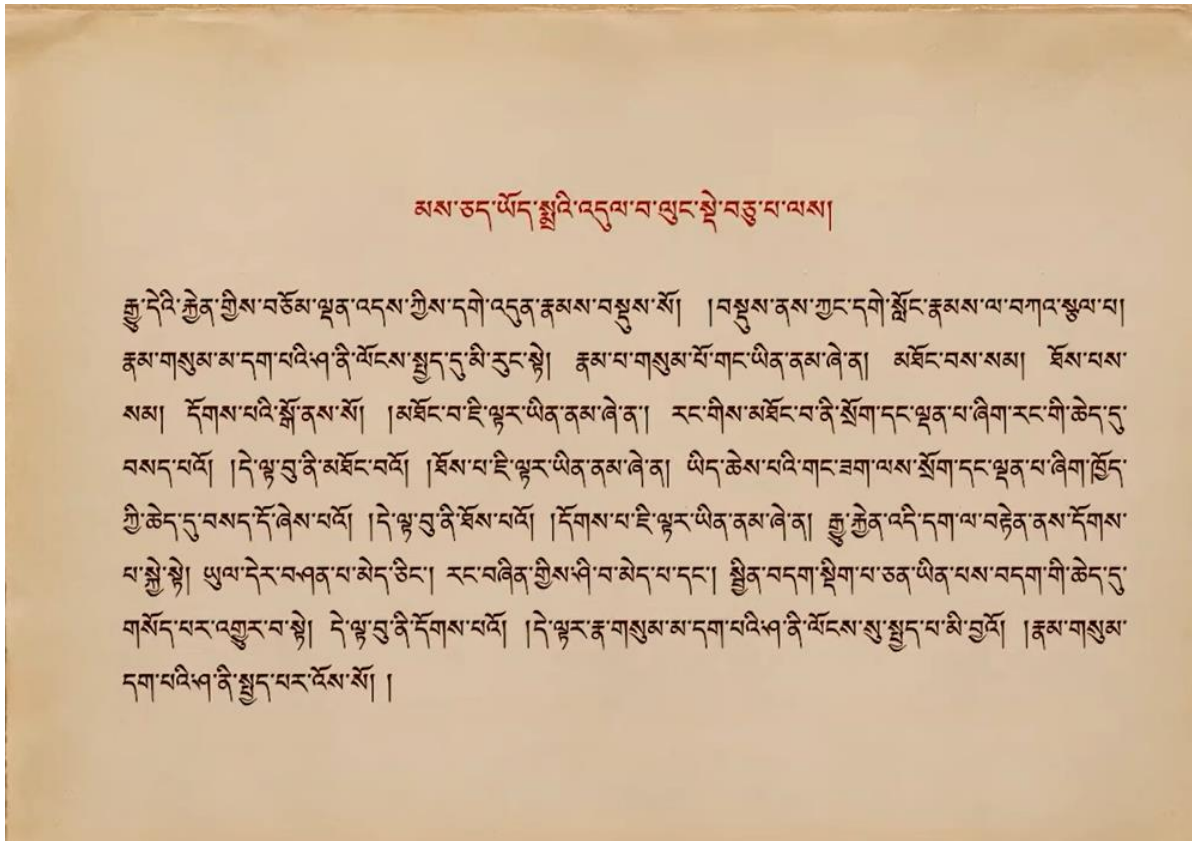 མས་ཅད་ཡོད་སྨྲའི་འདུལ་བ་ལུང་སྡེ་བཅུ་པ་ལས།
རྒྱུ་དེའི་རྐྱེན་གྱིས་བཅོམ་ལྡན་འདས་ཀྱིས་དགེ་འདུན་རྣམས་བསྡུས་སོ། །བསྡུས་ནས་ཀྱང་དགེ་སློང་རྣམས་ལ་བཀའ་སྩལ་པ།
རྣམ་གསུམ་མ་དག་པའི་ཤ་ནི་ལོངས་སྤྱད་དུ་མི་རུང་སྟེ། རྣམ་པ་གསུམ་པོ་གང་ཡིན་ནམ་ཞེ་ན། མཐོང་བས་སམ། ཐོས་པས་
སམ། དོགས་པའི་སྒོ་ནས་སོ། །མཐོང་བ་ཇི་ལྟར་ཡིན་ནམ་ཞེ་ན། རང་གིས་མཐོང་བ་ནི་སྲོག་དང་ལྡན་པ་ཞིག་རང་གི་ཆེད་དུ་
བསད་པའོ། །དེ་ལྟ་བུ་ནི་མཐོང་བའོ། །ཐོས་པ་ཇི་ལྟར་ཡིན་ནམ་ཞེ་ན། ཡིད་ཆེས་པའི་གང་ཟག་ལས་སྲོག་དང་ལྡན་པ་ཞིག་ཁྱོད་
ཀྱི་ཆེད་དུ་བསད་དོ་ཞེས་པའོ། །དེ་ལྟ་བུ་ནི་ཐོས་པའོ། །དོགས་པ་ཇི་ལྟར་ཡིན་ནམ་ཞེ་ན། རྒྱུ་རྐྱེན་འདི་དག་ལ་བརྟེན་ནས་དོགས་
པ་སྐྱེ་སྟེ། ཡུལ་དེར་བཤན་པ་མེད་ཅིང་། རང་བཞིན་གྱིས་ཤི་བ་མེད་པ་དང་། སྦྱིན་བདག་སྡིག་པ་ཅན་ཡིན་པས་བདག་གི་ཆེད་དུ་
གསོད་པར་འགྱུར་བ་སྟེ། དེ་ལྟ་བུ་ནི་དོགས་པའོ། །དེ་ལྟར་རྣ་གསུམ་མ་དག་པའི་ཤ་ནི་ལོངས་སུ་སྤྱད་པ་མི་བྱའོ། །རྣམ་གསུམ་
དག་པའི་ཤ་ནི་སྤྱད་པར་འོས་སོ། །